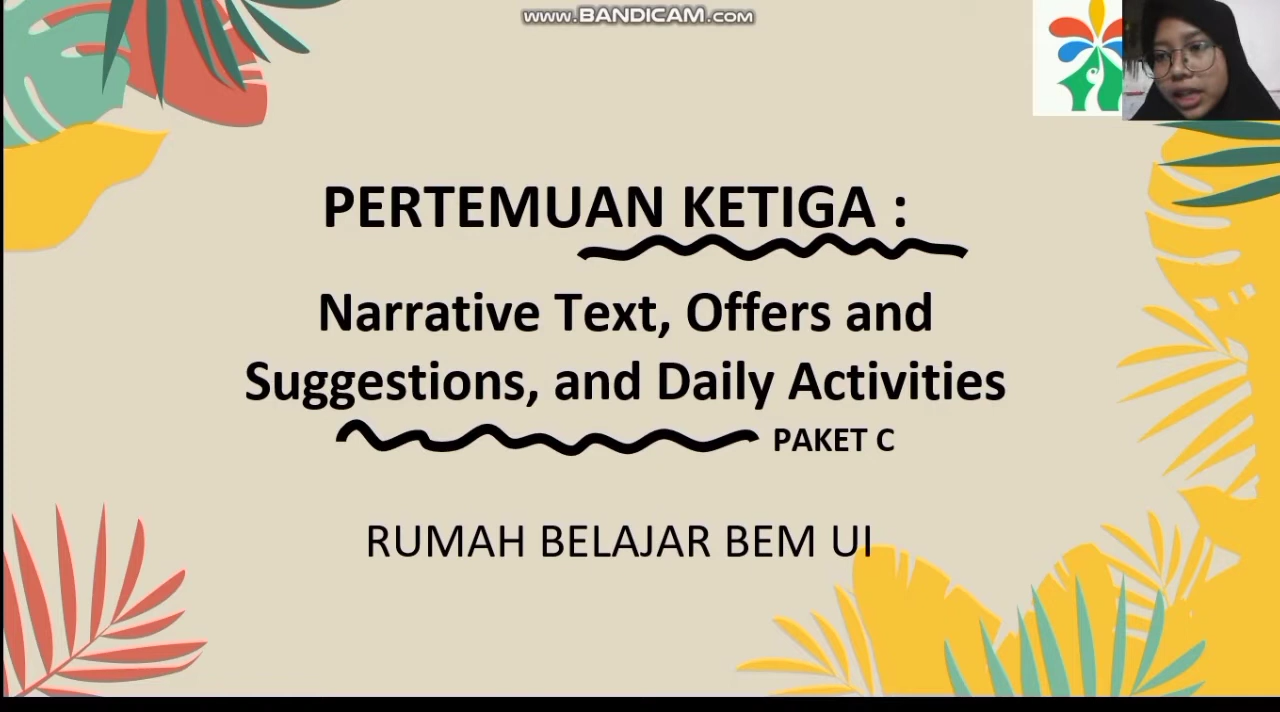 www.BANDICAM.com
PERTEMUAN KETIGA :
Narrative Text, Offers and
Suggestions, and Daily Activities
PAKET C
RUMAH BELAJAR BEM UI